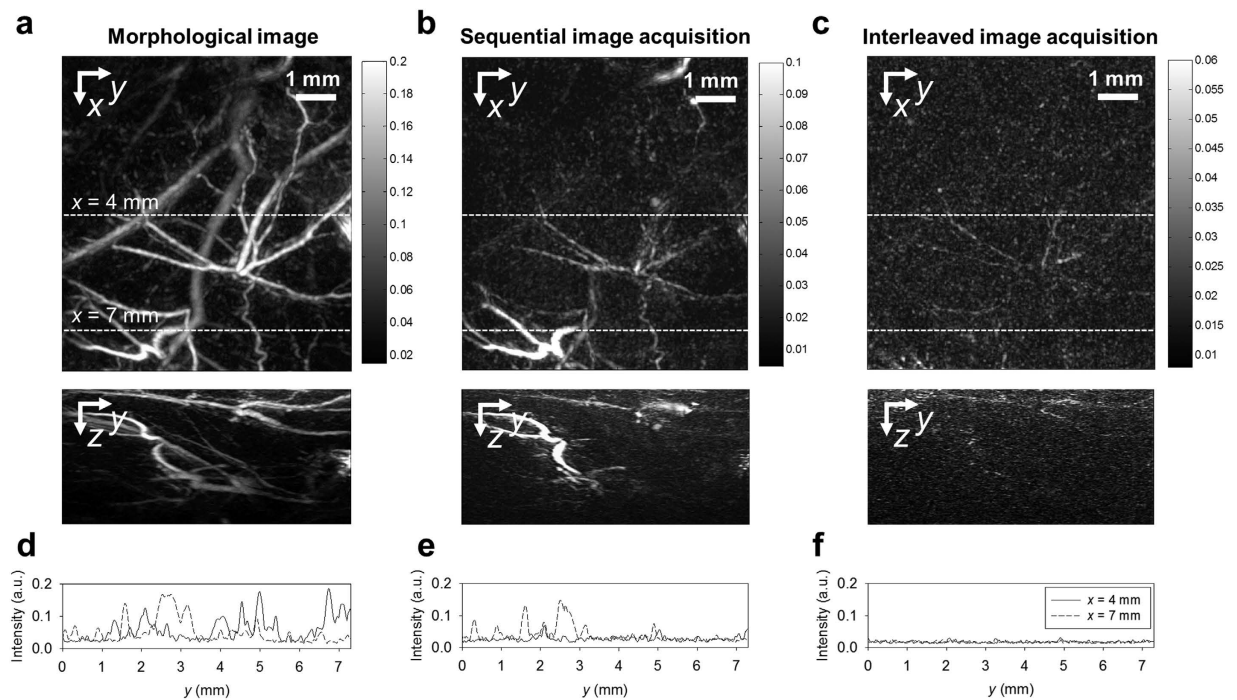 a
Morphological image
b
Sequential image acquisition
c
Interleaved image acquisition
y
x
1 mm
x = 4 mm
x = 7 mm
0.2
0.18
0.16
0.14
0.12
0.10
0.08
0.06
0.04
0.02
y
x
1 mm
0.1
0.09
0.08
0.07
0.06
0.05
0.04
0.03
0.02
0.01
y
x
1 mm
0.06
0.055
0.05
0.045
0.04
0.035
0.03
0.025
0.02
0.015
0.01
y
z
y
z
y
z
d
Intensity (a.u.)
0.2
0.1
0.0
0 1 2 3 4 5 6 7
y (mm)
e
Intensity (a.u.)
0.2
0.1
0.0
0 1 2 3 4 5 6 7
y (mm)
f
Intensity (a.u.)
0.2
0.1
0.0
x = 4 mm
x = 7 mm
0 1 2 3 4 5 6 7
y (mm)